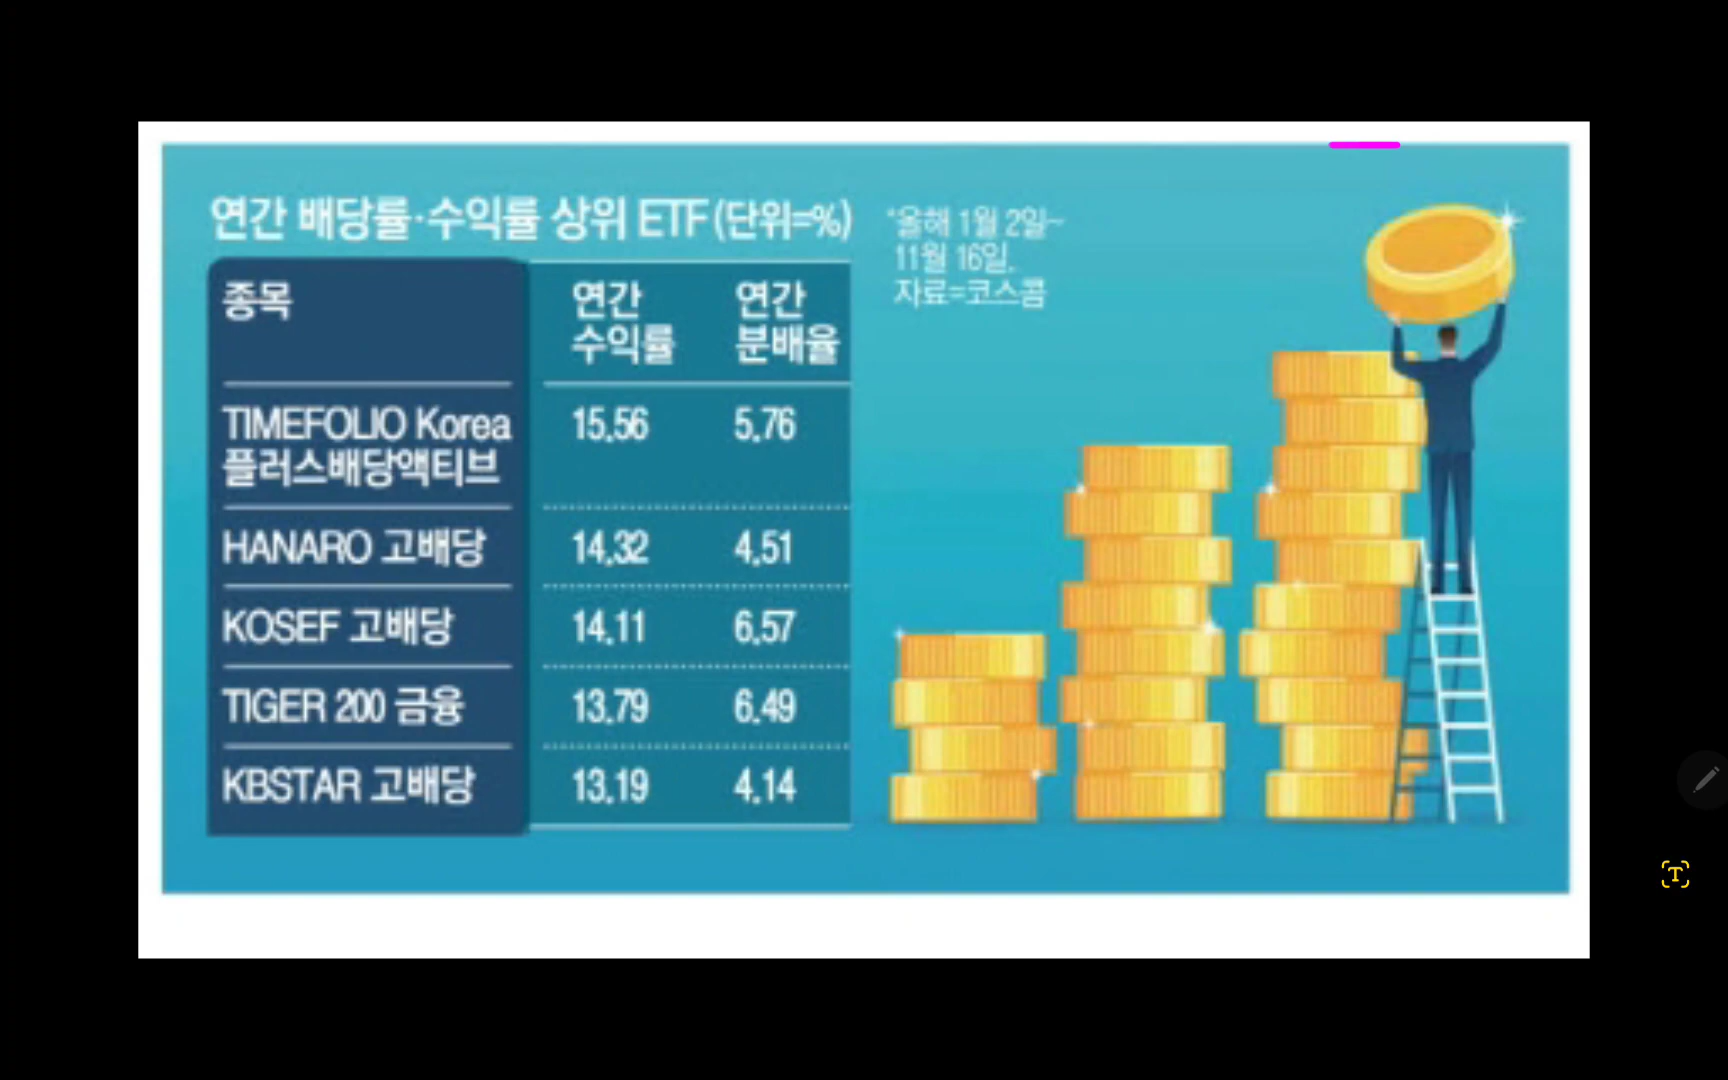 연간 배당률·수익률 상위 ETF (단위=%)
*올해 1월 2일~
11월 16일.
자료=코스콤
종목 연간 수익률 연간 분배율
TIMEFOLIO Korea 플러스배당액티브 15.56 5.76
HANARO 고배당 14.32 4.51
KOSEF 고배당 14.11 6.57
TIGER 200 금융 13.79 6.49
KBSTAR 고배당 13.19 4.14